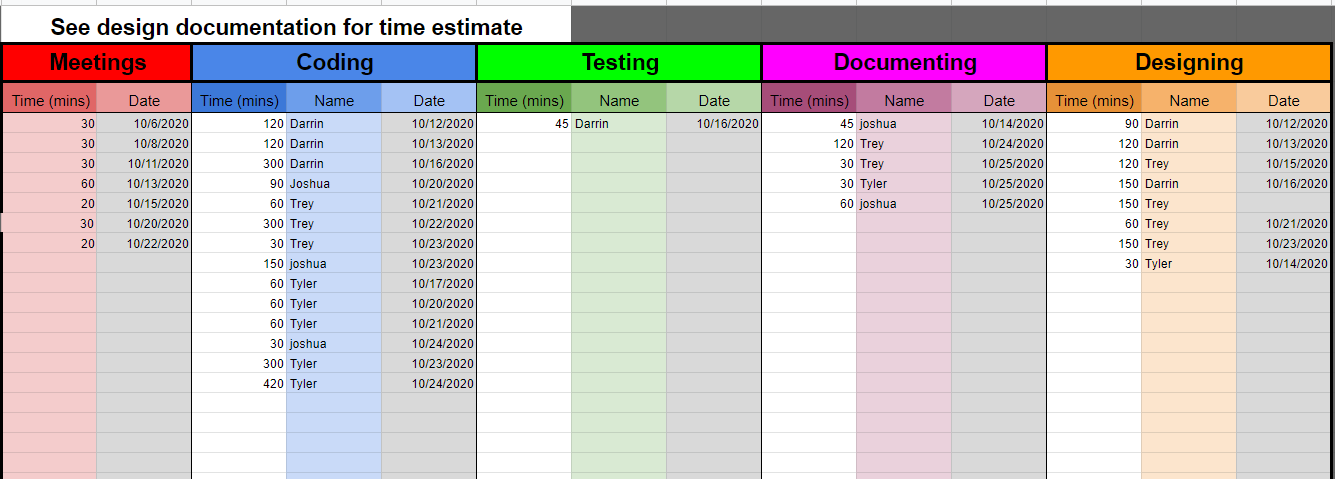 See design documentation for time estimate
Meetings Coding Testing Documenting Designing
Time (mins) Date Time (mins) Name Date Time (mins) Name Date Time (mins) Name Date Time (mins) Name Date
30 10/6/2020 120 Darrin 10/12/2020 45 Darrin 10/16/2020 45 joshua 10/14/2020 90 Darrin 10/12/2020
30 10/8/2020 120 Darrin 10/13/2020 120 Trey 10/24/2020 120 Darrin 10/13/2020
30 10/11/2020 300 Darrin 10/16/2020 30 Trey 10/25/2020 120 Trey 10/15/2020
60 10/13/2020 90 Joshua 10/20/2020 30 Tyler 10/25/2020 150 Darrin 10/16/2020
20 10/15/2020 60 Trey 10/21/2020 60 joshua 10/25/2020 150 Trey
30 10/20/2020 300 Trey 10/22/2020 60 Trey 10/21/2020
20 10/22/2020 30 Trey 10/23/2020 150 Trey 10/23/2020
150 joshua 10/23/2020 30 Tyler 10/14/2020
60 Tyler 10/17/2020
60 Tyler 10/20/2020
60 Tyler 10/21/2020
30 joshua 10/24/2020
300 Tyler 10/23/2020
420 Tyler 10/24/2020